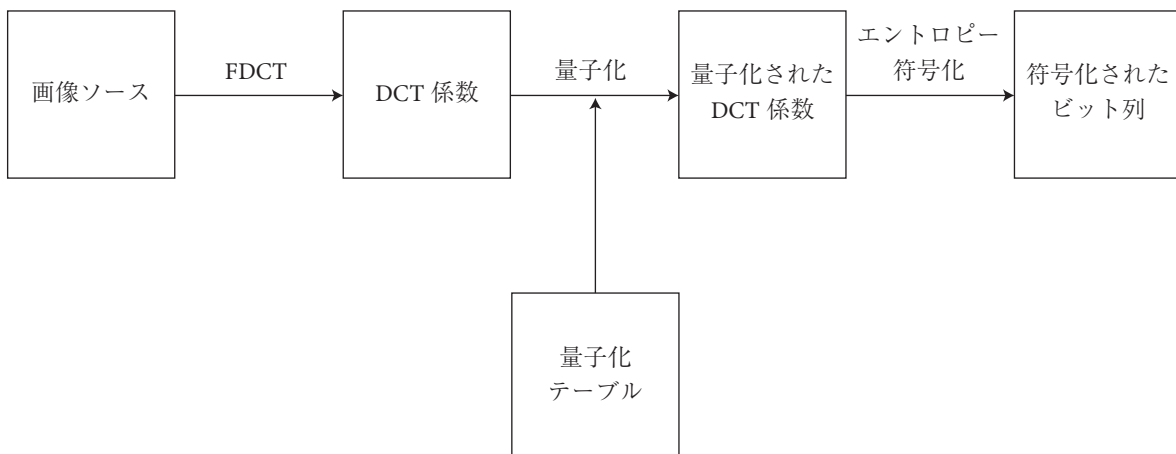 画像ソース
FDCT
DCT 係数
量子化
量子化された
DCT 係数
エントロピー
符号化
符号化された
ビット列
量子化
テーブル